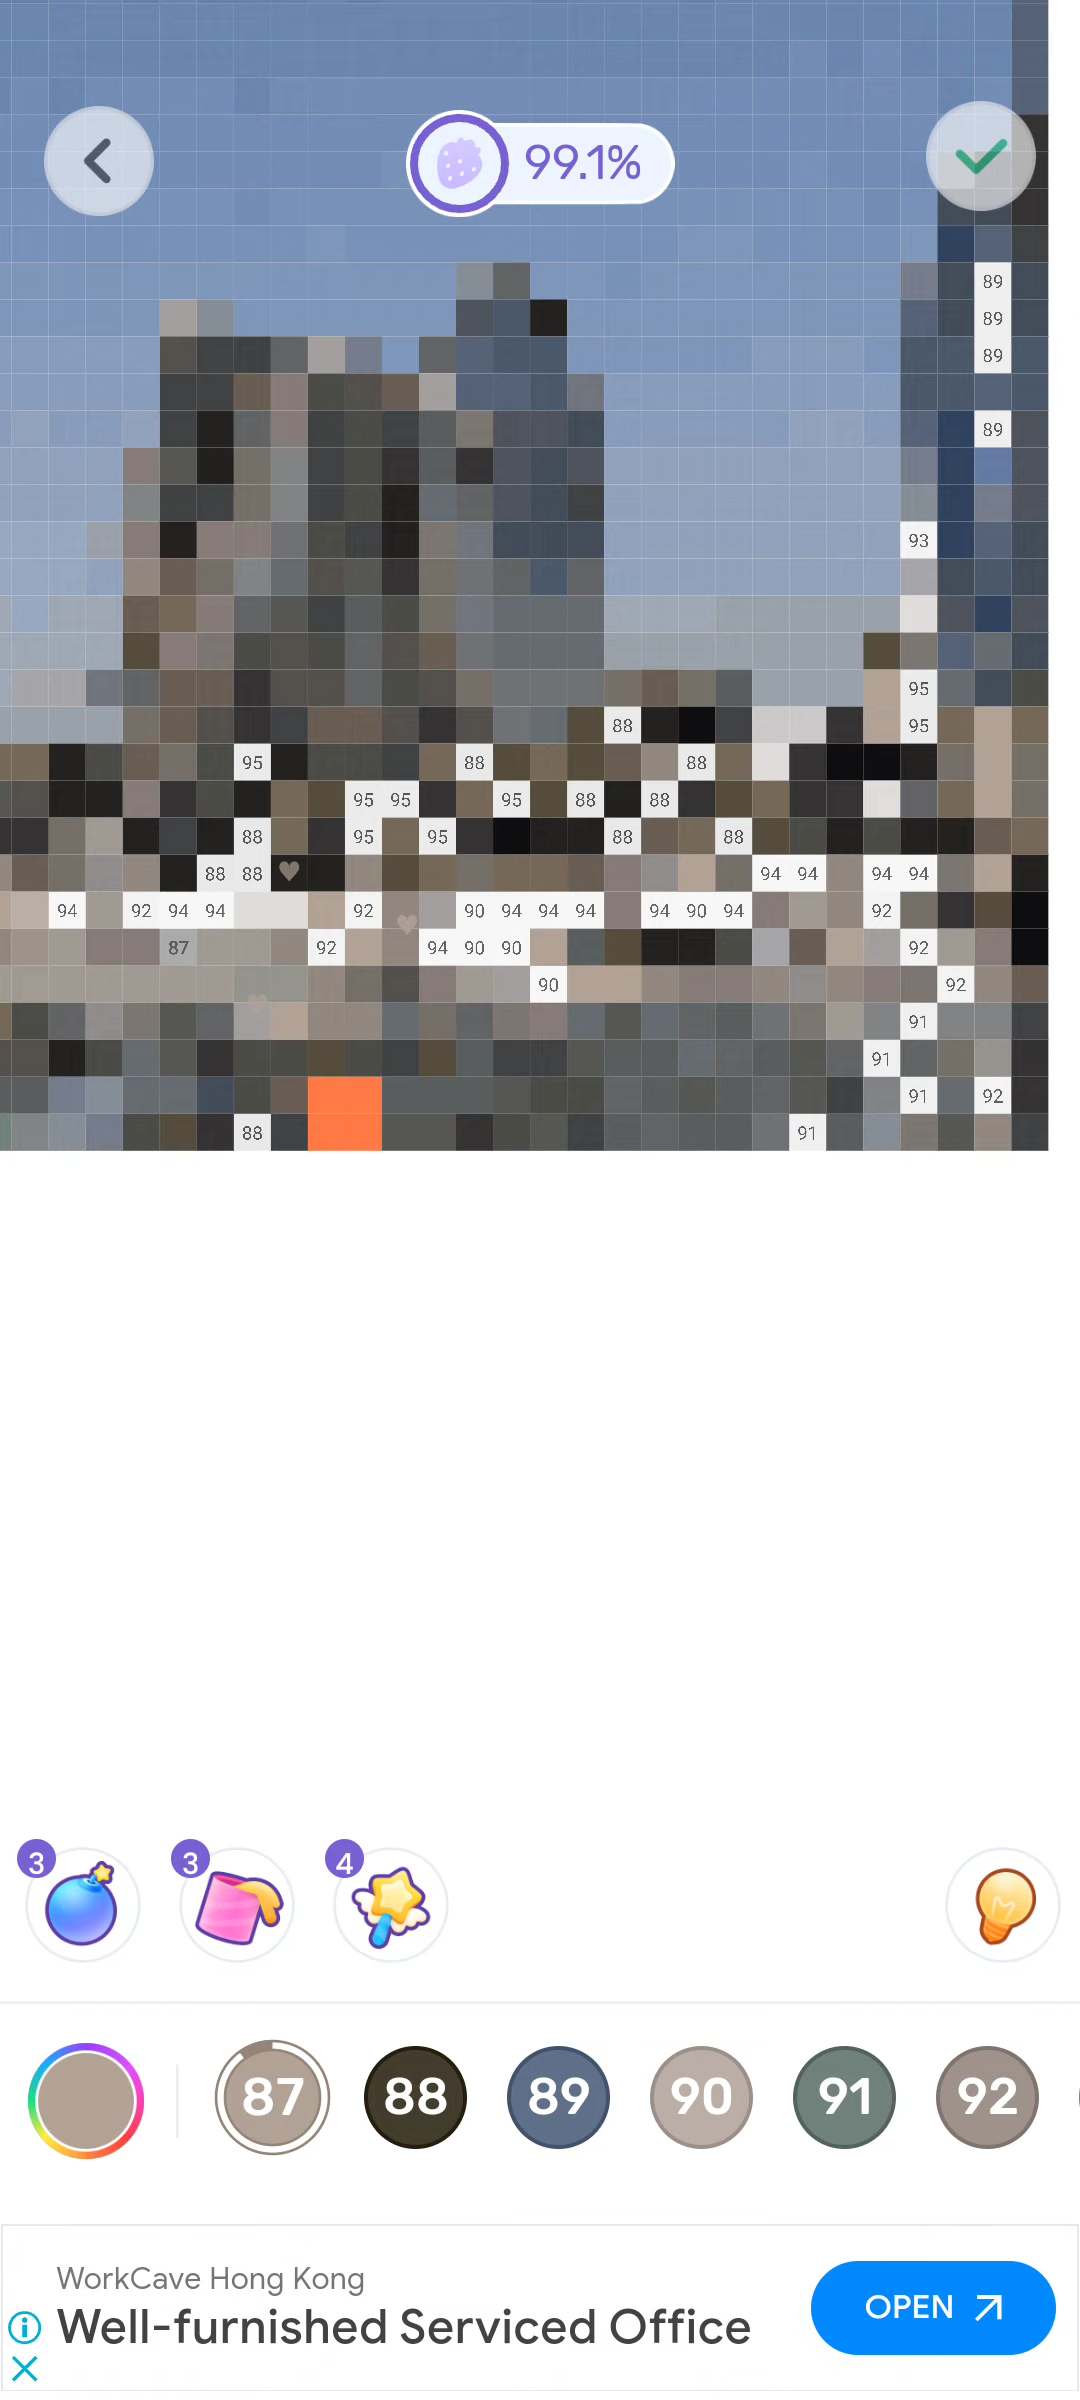 99.1%
89
89
89
89
93
95
88 95
95 88 88
95 95 95 88 88
88 95 95 88 88
88 88 94 94 94 94
94 92 94 94 92 90 94 94 94 94 90 94 92
87 92 94 90 90 92
90 92
91
91
91 92
88 91
3 3 4
87 88 89 90 91 92
WorkCave Hong Kong
Well-furnished Serviced Office
OPEN